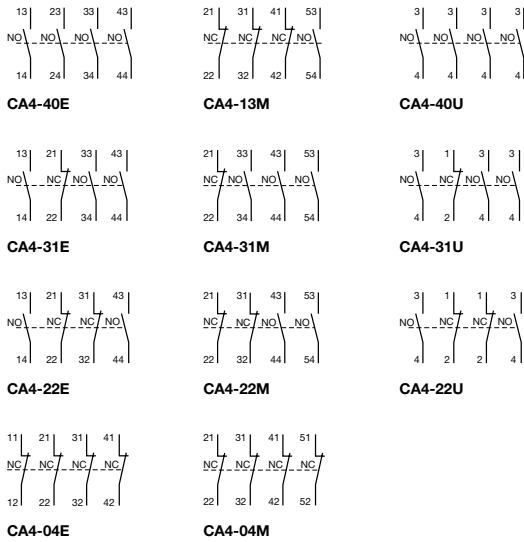 13 23 33 43
NO NO NO NO
14 24 34 44
CA4-40E
21 31 41 53
NC NC NC NO
22 32 42 54
CA4-13M
3 3 3 3
NO NO NO NO
4 4 4 4
CA4-40U
13 21 33 43
NO NC NO NO
14 22 34 44
CA4-31E
21 33 43 53
NC NO NO NO
22 34 44 54
CA4-31M
3 1 3 3
NO NC NO NO
4 2 4 4
CA4-31U
13 21 31 43
NO NC NC NO
14 22 32 44
CA4-22E
21 31 43 53
NC NC NO NO
22 32 44 54
CA4-22M
3 1 1 3
NO NC NC NO
4 2 2 4
CA4-22U
11 21 31 41
NC NC NC NC
12 22 32 42
CA4-04E
21 31 41 51
NC NC NC NC
22 32 42 52
CA4-04M